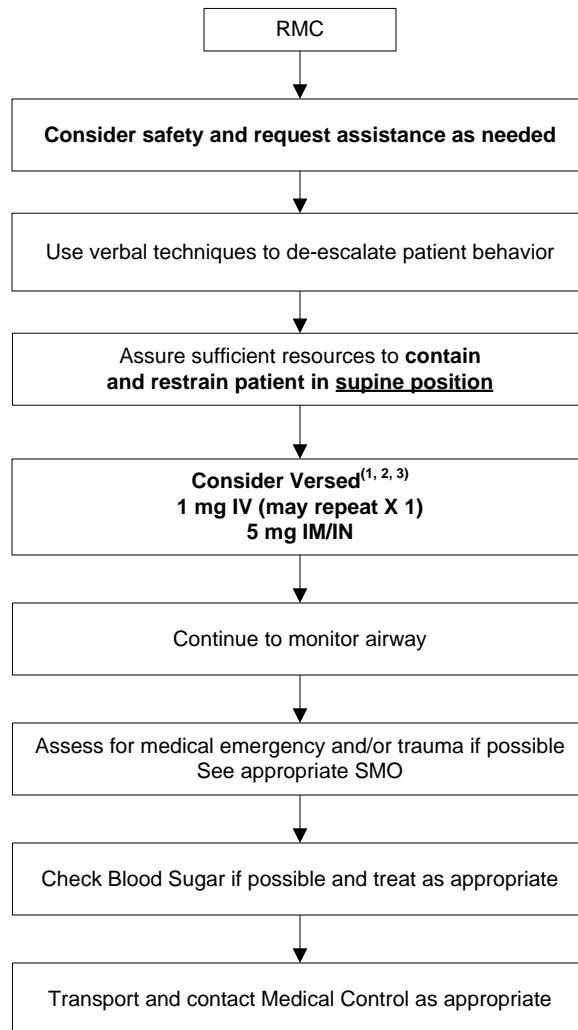 RMC
Consider safety and request assistance as needed
Use verbal techniques to de-escalate patient behavior
Assure sufficient resources to contain
and restrain patient in supine position
Consider Versed(1, 2, 3)
1 mg IV (may repeat X 1)
5 mg IM/IN
Continue to monitor airway
Assess for medical emergency and/or trauma if possible
See appropriate SMO
Check Blood Sugar if possible and treat as appropriate
Transport and contact Medical Control as appropriate